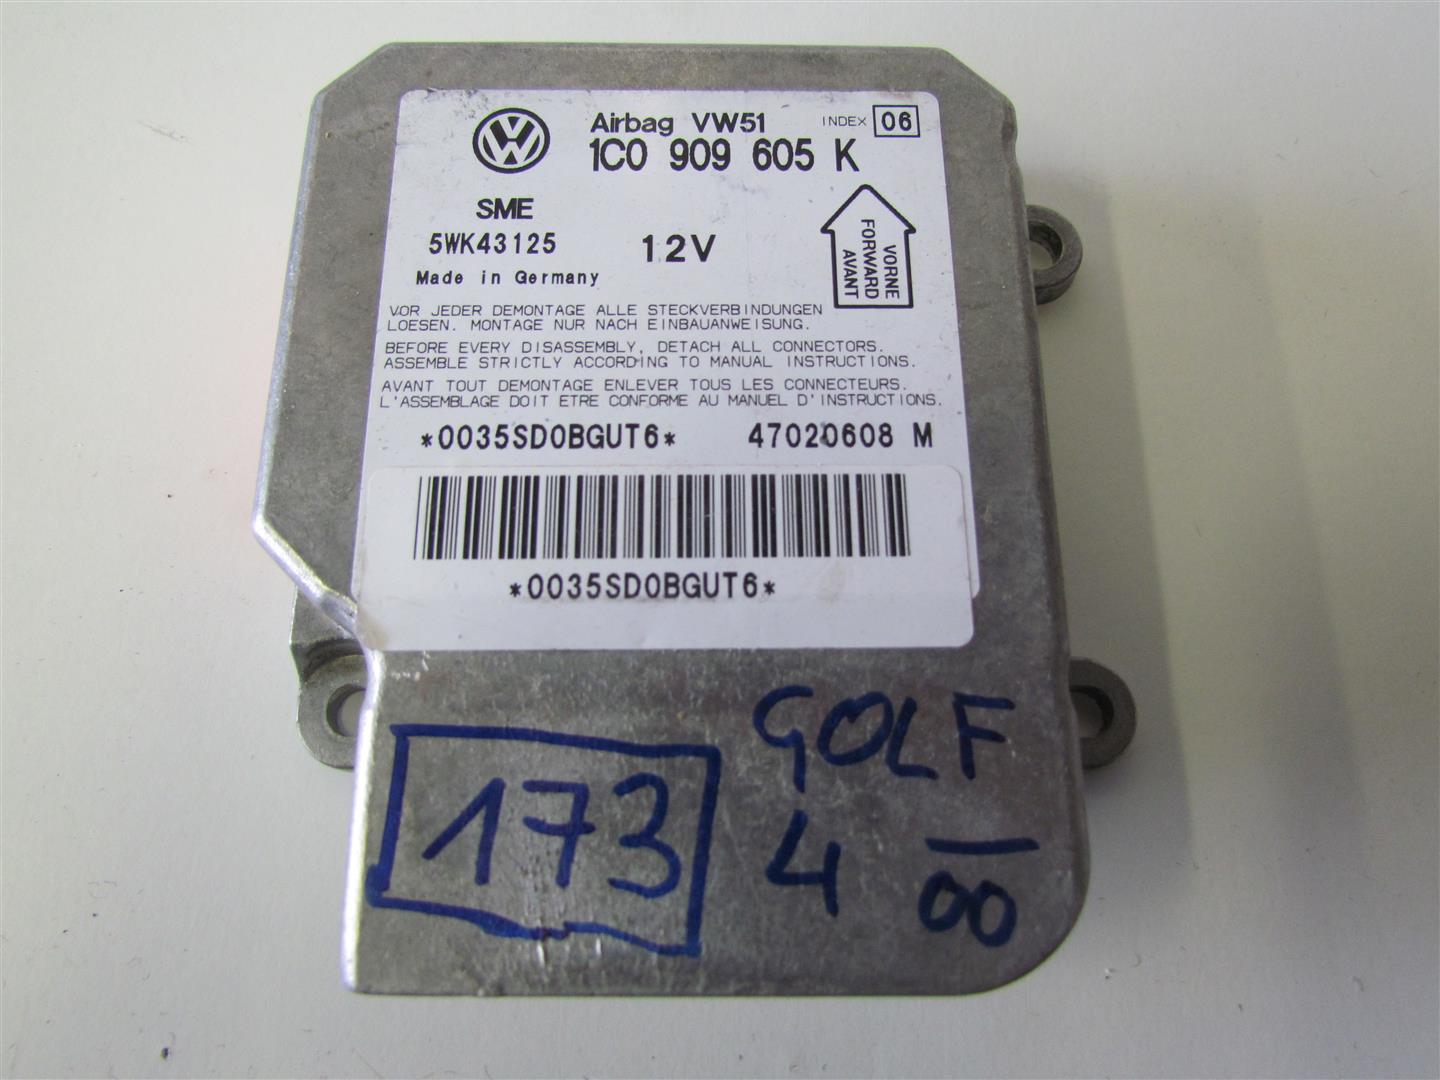 Airbag VW51 INDEX 06
1C0 909 605 K
SME
5WK43125 12V
VORNE
FORWARD
AVANT
Made in Germany
VOR JEDER DEMONTAGE ALLE STECKVERBINDUNGEN
LOESEN. MONTAGE NUR NACH EINBAUANWEISUNG.
BEFORE EVERY DISASSEMBLY, DETACH ALL CONNECTORS.
ASSEMBLE STRICTLY ACCORDING TO MANUAL INSTRUCTIONS.
AVANT TOUT DEMONTAGE ENLEVER TOUS LES CONNECTEURS.
L'ASSEMBLAGE DOIT ETRE CONFORME AU MANUEL D'INSTRUCTIONS.
*0035SD0BGUT6* 47020608 M
*0035SD0BGUT6*
GOLF
173 4 00